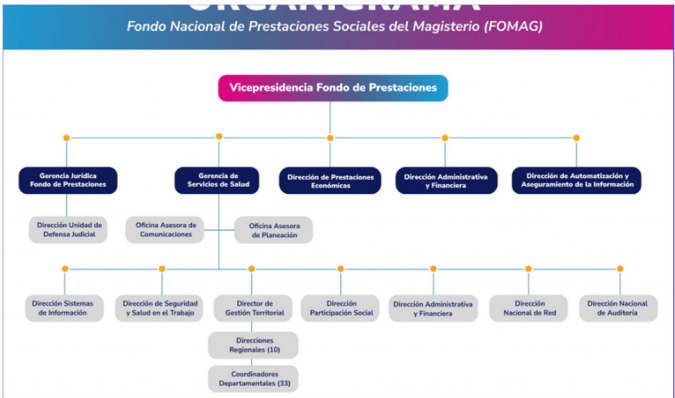 ORGANIGRAMA
Fondo Nacional de Prestaciones Sociales del Magisterio (FOMAG)
Vicepresidencia Fondo de Prestaciones
Gerencia Jurídica
Fondo de Prestaciones
Gerencia de
Servicios de Salud
Dirección de Prestaciones
Económicas
Dirección Administrativa
y Financiera
Dirección de Automatización y
Aseguramiento de la Información
Dirección Unidad de
Defensa Judicial
Oficina Asesora de
Comunicaciones
Oficina Asesora
de Planeación
Dirección Sistemas
de Información
Dirección de Seguridad
y Salud en el Trabajo
Director de
Gestión Territorial
Dirección
Participación Social
Dirección Administrativa
y Financiera
Dirección
Nacional de Red
Dirección Nacional
de Auditoría
Direcciones
Regionales (10)
Coordinadores
Departamentales (33)